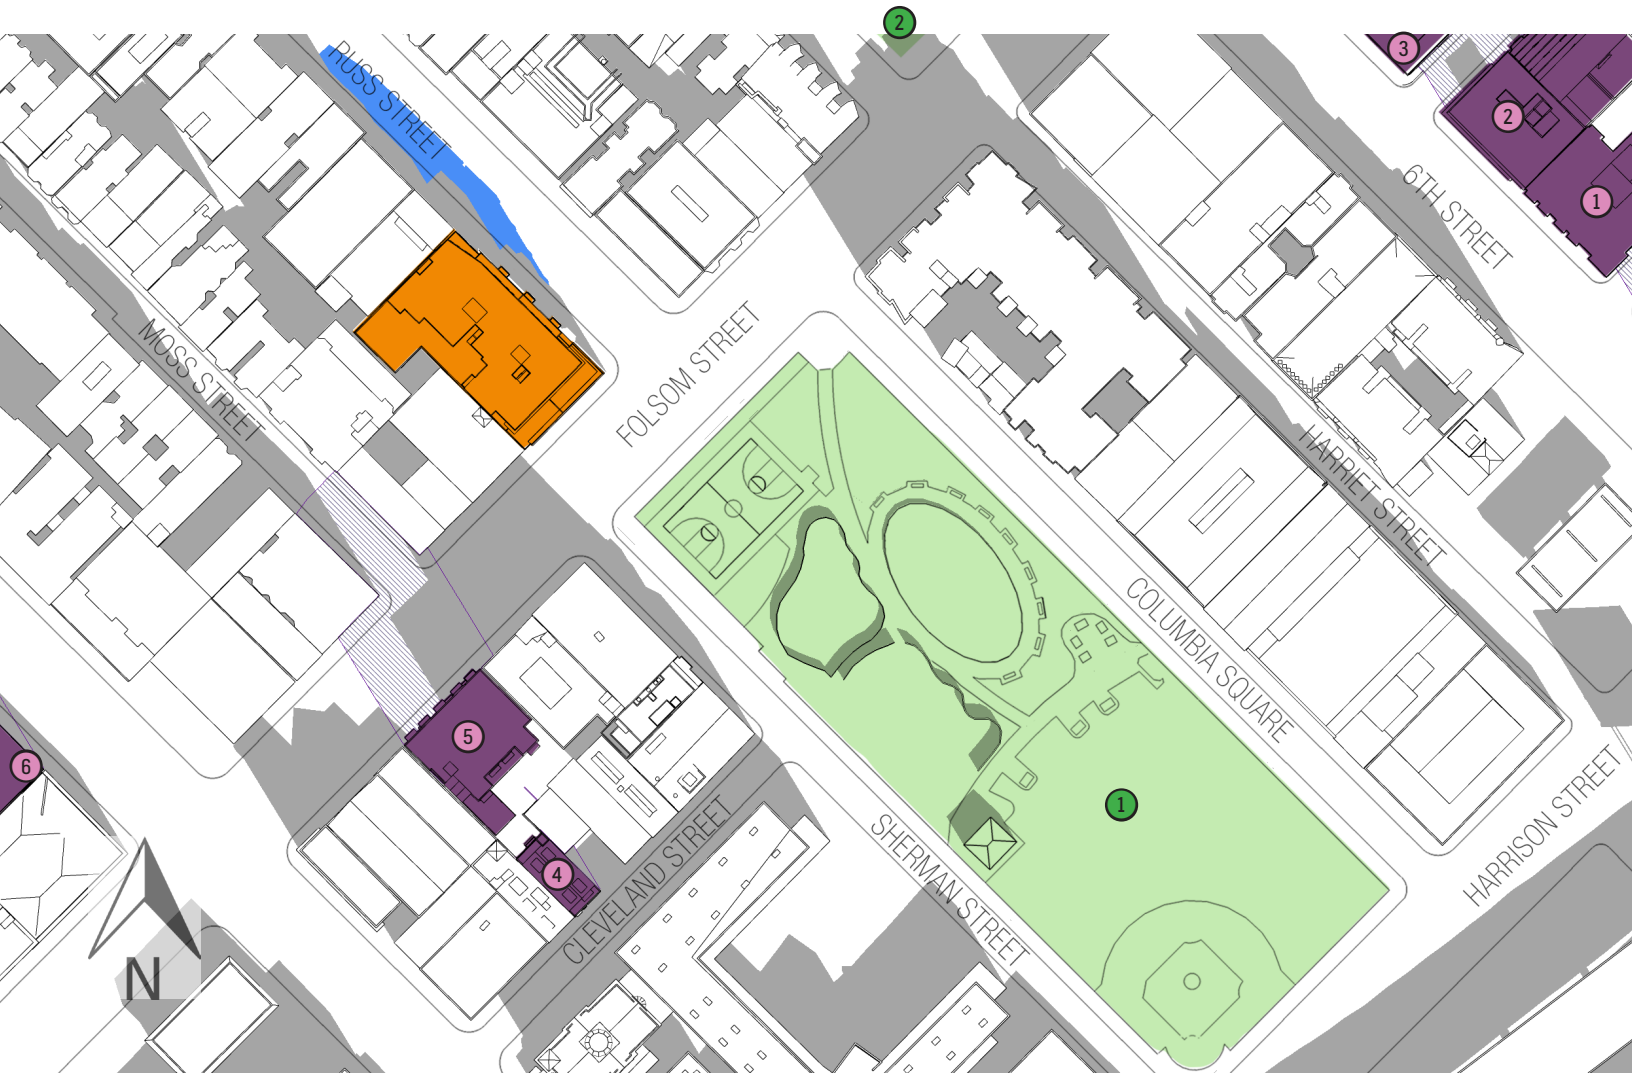 2
3
RUSS STREET
2
6TH STREET
1
MOSS STREET
FOLSOM STREET
HARRIET STREET
COLUMBIA SQUARE
5
6
1
HARRISON STREET
SHERMAN STREET
CLEVELAND STREET
4
N